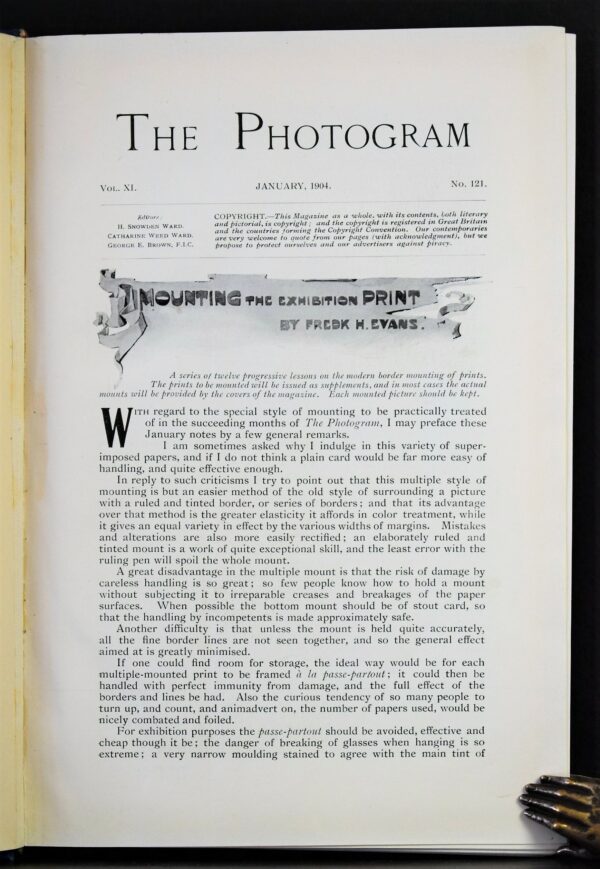 THE PHOTOGRAM
VOL. XI.
JANUARY, 1904.
No. 121.
Editors:
H. SNOWDEN WARD.
CATHARINE WEED WARD.
GEORGE E. BROWN, F.I.C.
COPYRIGHT.—This Magazine as a whole, with its contents, both literary
and pictorial, is copyright; and the copyright is registered in Great Britain
and the countries forming the Copyright Convention. Our contemporaries
are very welcome to quote from our pages (with acknowledgment), but we
propose to protect ourselves and our advertisers against piracy.
MOUNTING THE EXHIBITION PRINT
BY FREDK H. EVANS.
A series of twelve progressive lessons on the modern border mounting of prints.
The prints to be mounted will be issued as supplements, and in most cases the actual
mounts will be provided by the covers of the magazine. Each mounted picture should be kept.
WITH regard to the special style of mounting to be practically treated
of in the succeeding months of The Photogram, I may preface these
January notes by a few general remarks.
I am sometimes asked why I indulge in this variety of super-
imposed papers, and if I do not think a plain card would be far more easy of
handling, and quite effective enough.
In reply to such criticisms I try to point out that this multiple style of
mounting is but an easier method of the old style of surrounding a picture
with a ruled and tinted border, or series of borders; and that its advantage
over that method is the greater elasticity it affords in color treatment, while
it gives an equal variety in effect by the various widths of margins. Mistakes
and alterations are also more easily rectified; an elaborately ruled and
tinted mount is a work of quite exceptional skill, and the least error with the
ruling pen will spoil the whole mount.
A great disadvantage in the multiple mount is that the risk of damage by
careless handling is so great; so few people know how to hold a mount
without subjecting it to irreparable creases and breakages of the paper
surfaces. When possible the bottom mount should be of stout card, so
that the handling by incompetents is made approximately safe.
Another difficulty is that unless the mount is held quite accurately,
all the fine border lines are not seen together, and so the general effect
aimed at is greatly minimised.
If one could find room for storage, the ideal way would be for each
multiple-mounted print to be framed à la passe-partout; it could then be
handled with perfect immunity from damage, and the full effect of the
borders and lines be had. Also the curious tendency of so many people to
turn up, and count, and animadvert on, the number of papers used, would be
nicely combated and foiled.
For exhibition purposes the passe-partout should be avoided, effective and
cheap though it be; the danger of breaking of glasses when hanging is so
extreme; a very narrow moulding stained to agree with the main tint of